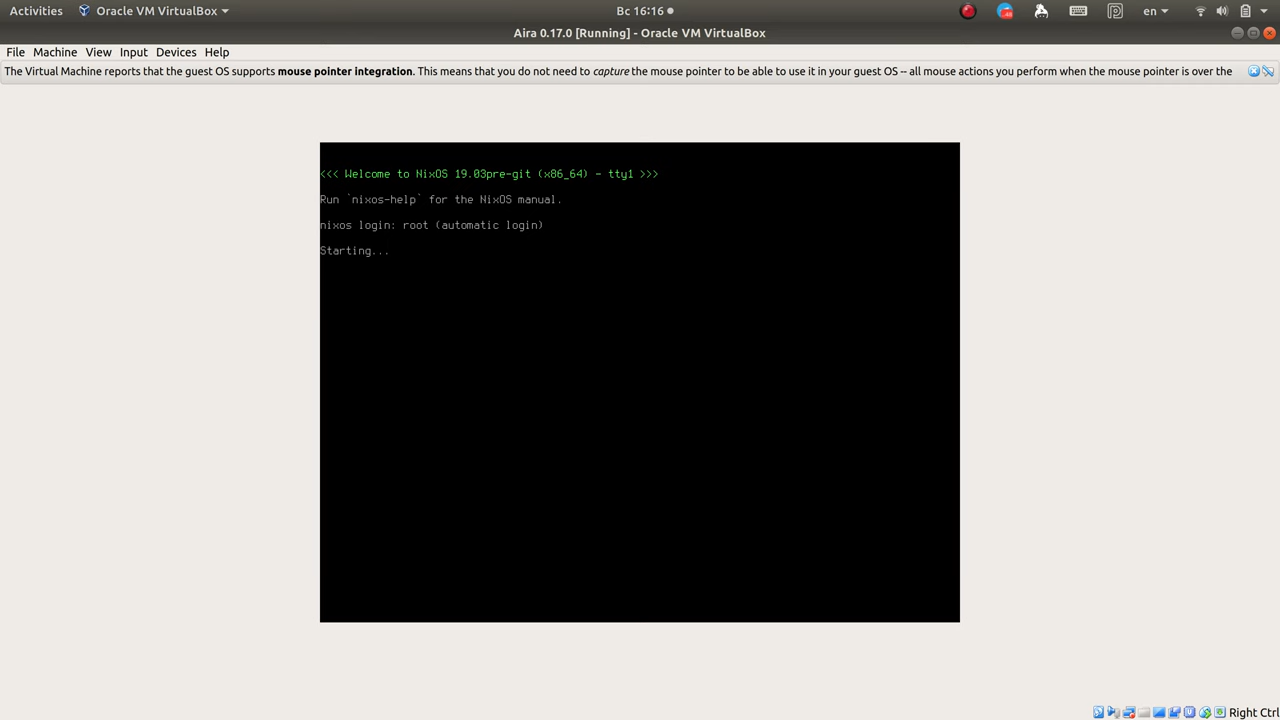 Activities Oracle VM VirtualBox Вс 16:16 en
Aira 0.17.0 [Running] - Oracle VM VirtualBox
File Machine View Input Devices Help
The Virtual Machine reports that the guest OS supports mouse pointer integration. This means that you do not need to capture the mouse pointer to be able to use it in your guest OS -- all mouse actions you perform when the mouse pointer is over the
<<< Welcome to NixOS 19.03pre-git (x86_64) - tty1 >>>
Run `nixos-help` for the NixOS manual.
nixos login: root (automatic login)
Starting...
Right Ctrl